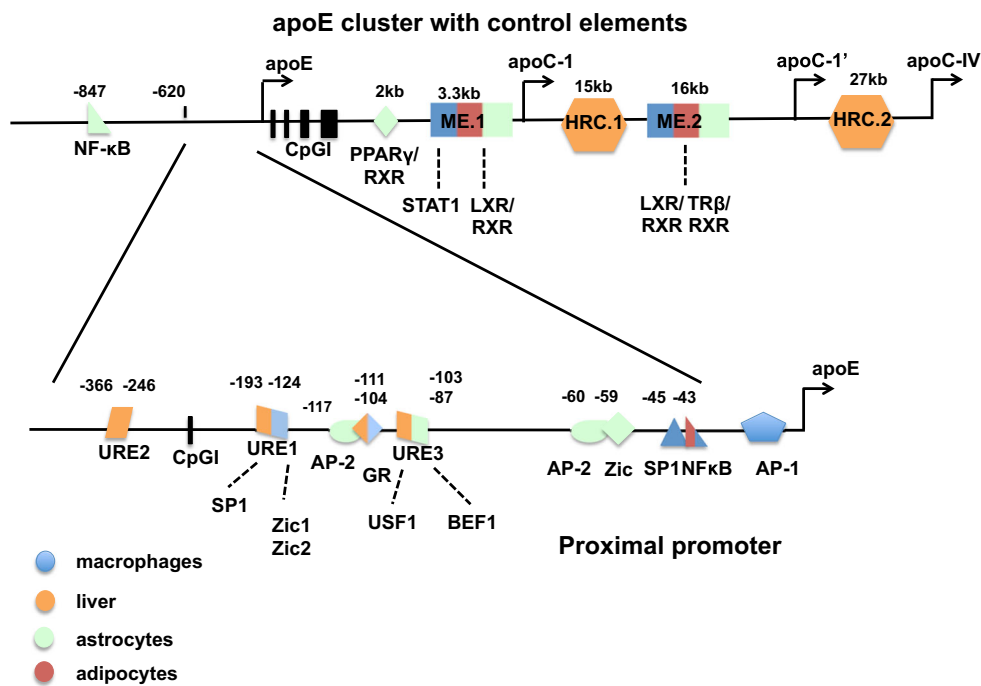 apoE cluster with control elements
apoE
apoC-1
apoC-1’
apoC-IV
-847
-620
2kb
3.3kb
15kb
16kb
27kb
NF-κB
CpGI
ME.1
HRC.1
ME.2
HRC.2
PPARγ/
RXR
STAT1
LXR/
RXR
LXR/
RXR
TRβ/
RXR
apoE
-366
-246
-193
-124
-117
-111
-104
-103
-87
-60
-59
-45
-43
URE2
CpGI
URE1
AP-2
GR
URE3
AP-2
Zic
SP1
NFκB
AP-1
SP1
Zic1
Zic2
USF1
BEF1
Proximal promoter
macrophages
liver
astrocytes
adipocytes